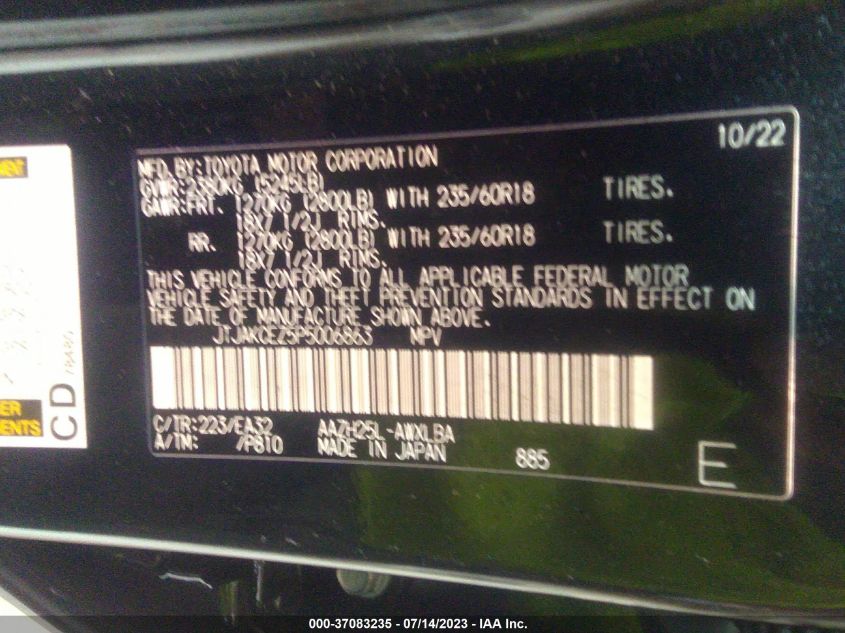 10/22
MFD. BY: TOYOTA MOTOR CORPORATION
GVWR: 2380KG (5245LB)
GAWR: FRT. 1270KG (2800LB) WITH 235/60R18 TIRES.
18X7 1/2J RIMS.
RR. 1270KG (2800LB) WITH 235/60R18 TIRES.
18X7 1/2J RIMS.
THIS VEHICLE CONFORMS TO ALL APPLICABLE FEDERAL MOTOR
VEHICLE SAFETY AND THEFT PREVENTION STANDARDS IN EFFECT ON
THE DATE OF MANUFACTURE SHOWN ABOVE.
JTJAKCEZ5P5006863 MPV
C/TR: 223/EA32 AAZH25L-AWXLBA
A/TM: /P810 MADE IN JAPAN 885
E
MENT
CD
ER
ENTS
000-37083235 - 07/14/2023 - IAA Inc.